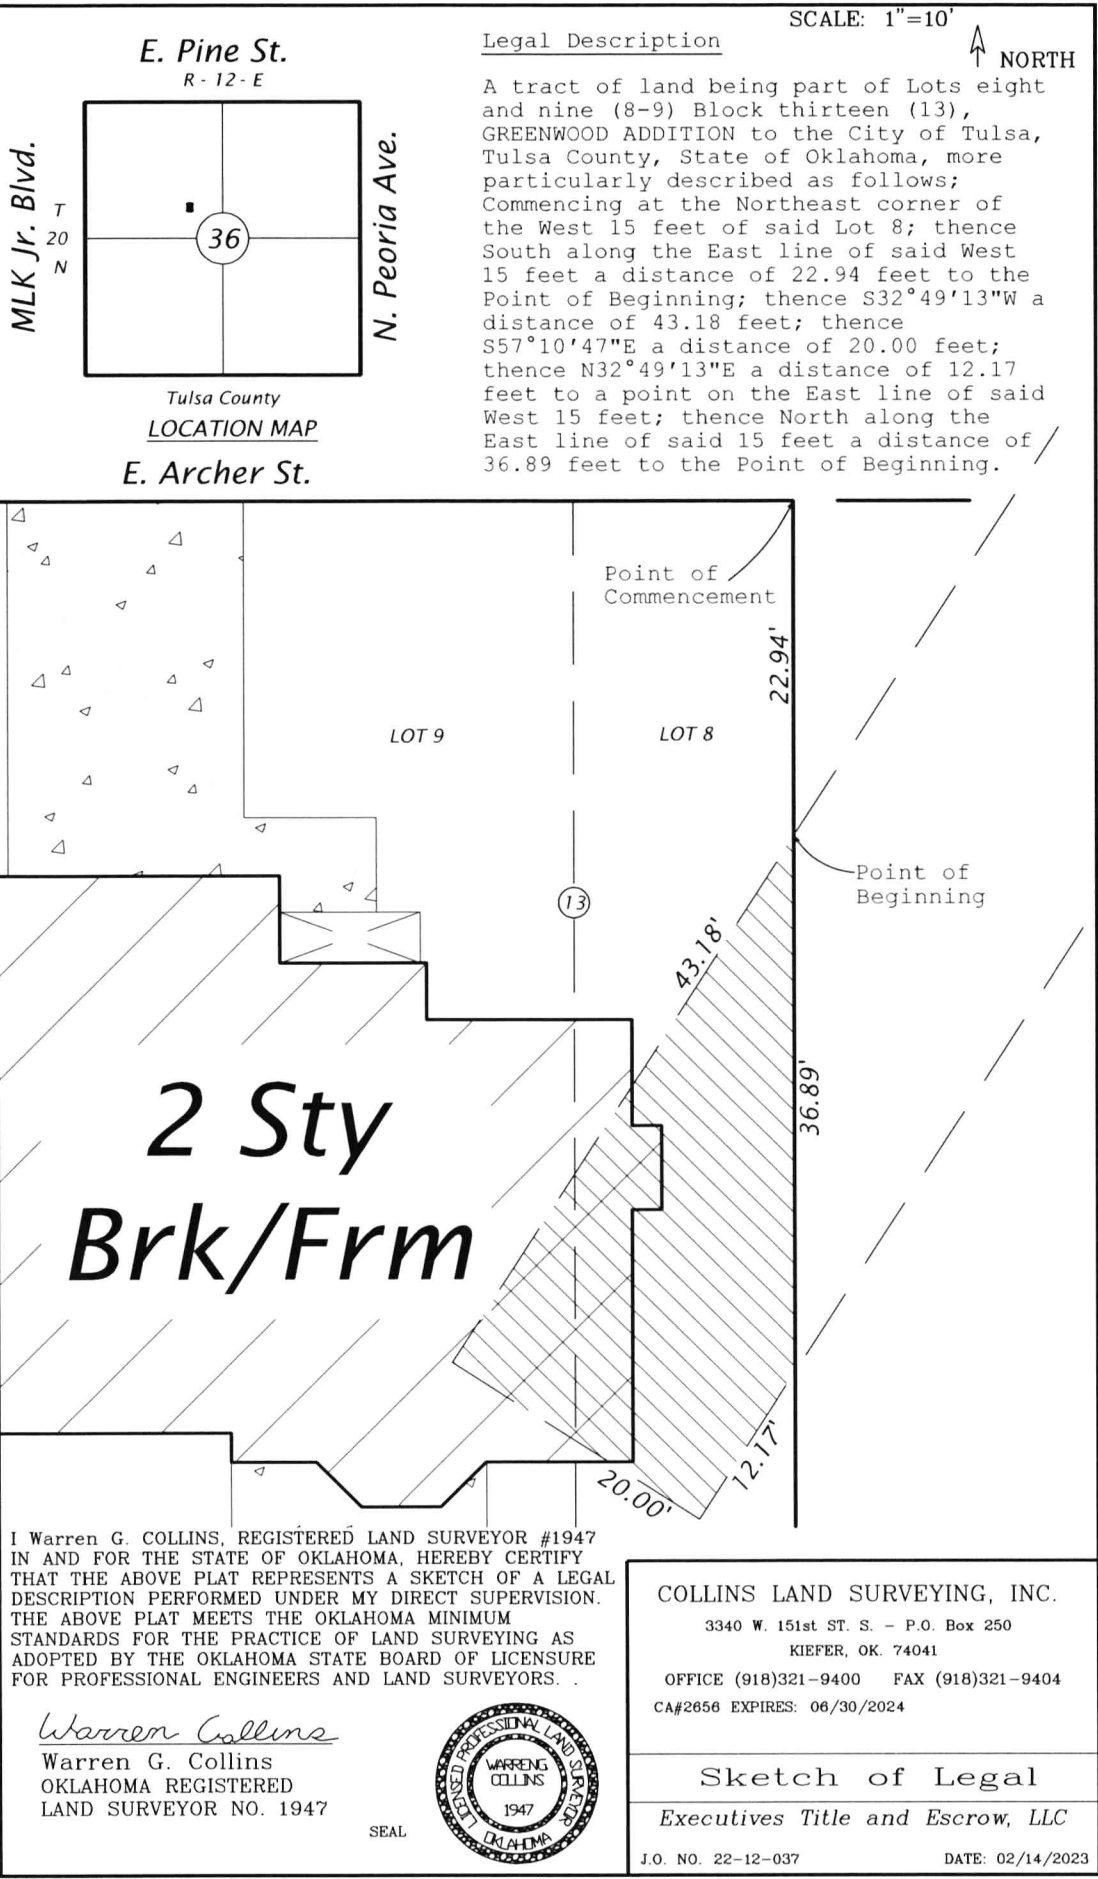 SCALE: 1"=10'
NORTH
E. Pine St.
R - 12 - E
MLK Jr. Blvd.
T
20
N
36
N. Peoria Ave.
Tulsa County
LOCATION MAP
E. Archer St.
Legal Description
A tract of land being part of Lots eight
and nine (8-9) Block thirteen (13),
GREENWOOD ADDITION to the City of Tulsa,
Tulsa County, State of Oklahoma, more
particularly described as follows;
Commencing at the Northeast corner of
the West 15 feet of said Lot 8; thence
South along the East line of said West
15 feet a distance of 22.94 feet to the
Point of Beginning; thence S32°49'13"W a
distance of 43.18 feet; thence
S57°10'47"E a distance of 20.00 feet;
thence N32°49'13"E a distance of 12.17
feet to a point on the East line of said
West 15 feet; thence North along the
East line of said 15 feet a distance of
36.89 feet to the Point of Beginning.
Point of
Commencement
22.94'
LOT 9
LOT 8
Point of
Beginning
13
43.18'
36.89'
2 Sty
Brk/Frm
12.17'
20.00'
I Warren G. COLLINS, REGISTERED LAND SURVEYOR #1947
IN AND FOR THE STATE OF OKLAHOMA, HEREBY CERTIFY
THAT THE ABOVE PLAT REPRESENTS A SKETCH OF A LEGAL
DESCRIPTION PERFORMED UNDER MY DIRECT SUPERVISION.
THE ABOVE PLAT MEETS THE OKLAHOMA MINIMUM
STANDARDS FOR THE PRACTICE OF LAND SURVEYING AS
ADOPTED BY THE OKLAHOMA STATE BOARD OF LICENSURE
FOR PROFESSIONAL ENGINEERS AND LAND SURVEYORS. .
Warren Collins
Warren G. Collins
OKLAHOMA REGISTERED
LAND SURVEYOR NO. 1947
SEAL
LICENSED PROFESSIONAL LAND SURVEYOR
WARREN G
COLLINS
1947
OKLAHOMA
COLLINS LAND SURVEYING, INC.
3340 W. 151st ST. S. - P.O. Box 250
KIEFER, OK. 74041
OFFICE (918)321-9400 FAX (918)321-9404
CA#2656 EXPIRES: 06/30/2024
Sketch of Legal
Executives Title and Escrow, LLC
J.O. NO. 22-12-037 DATE: 02/14/2023